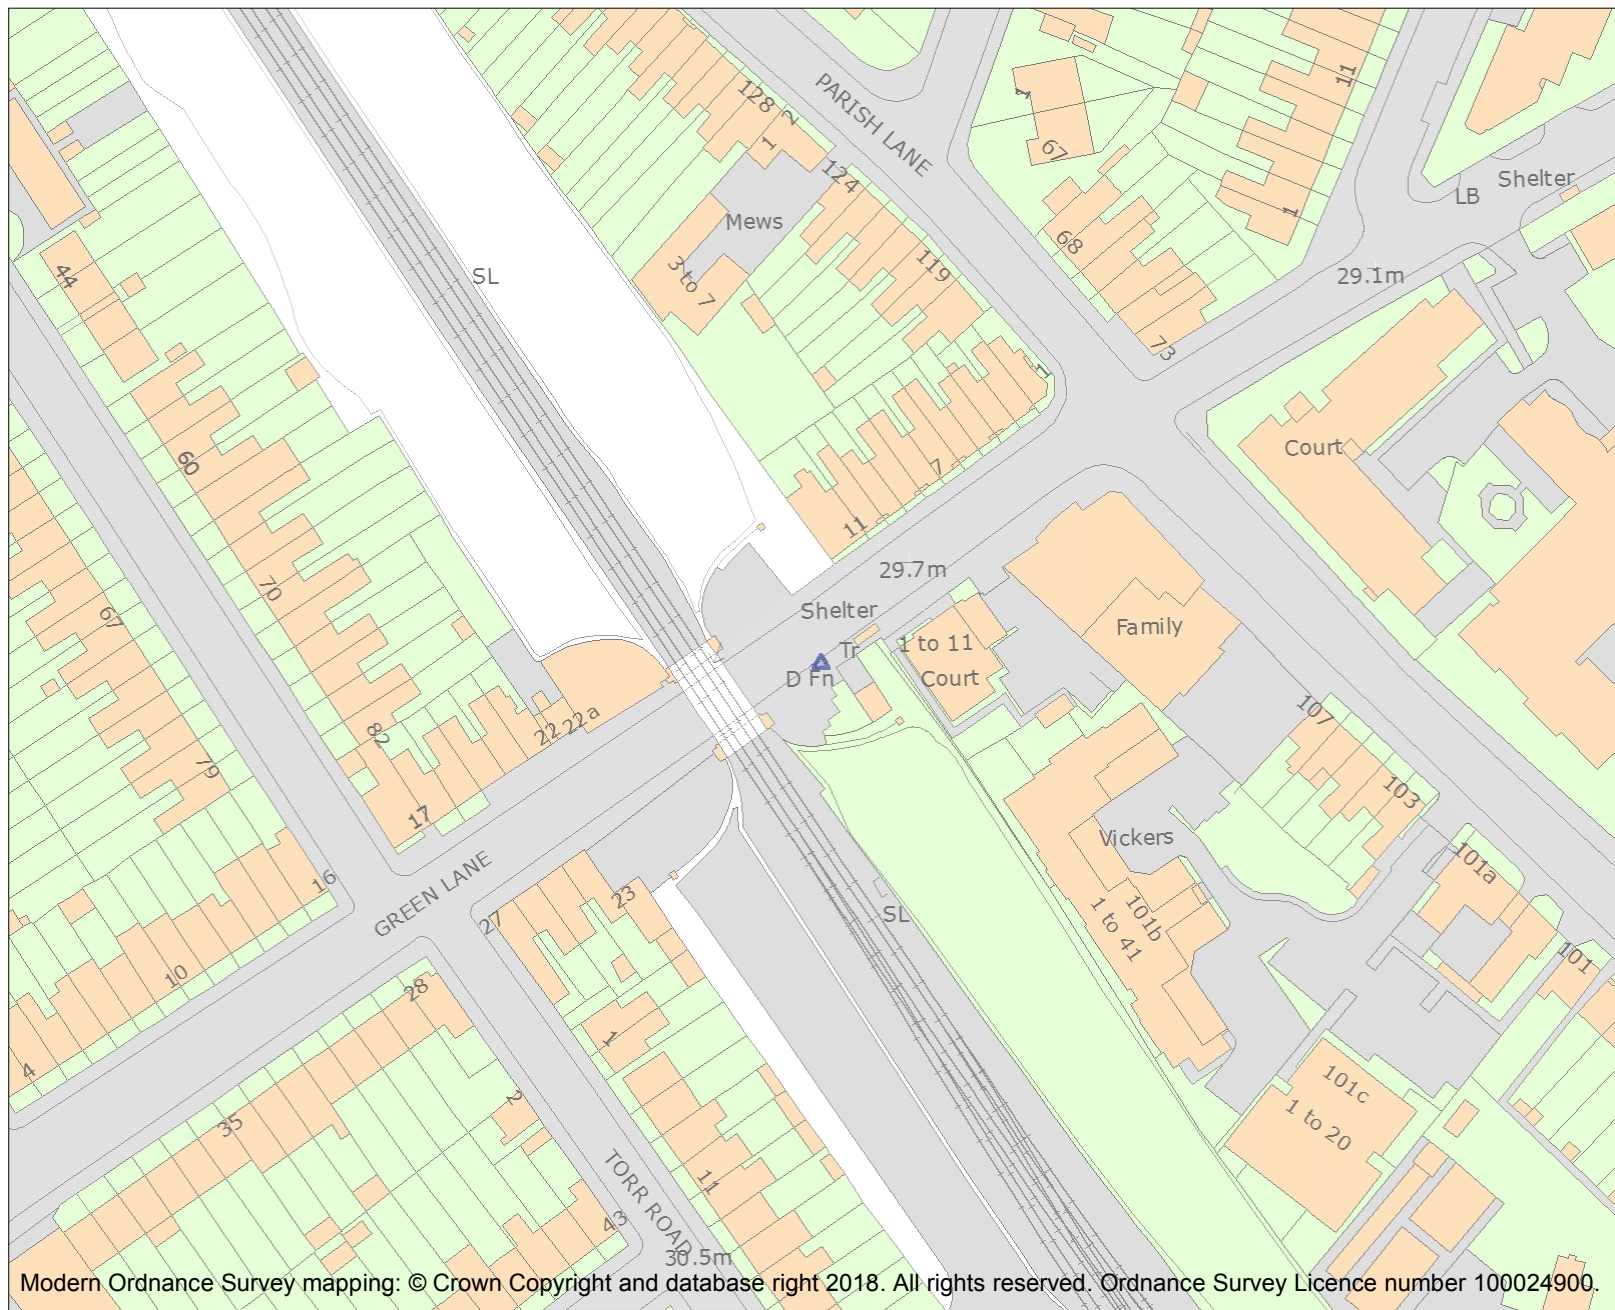 128
2
1
PARISH LANE
124
Mews
3 to 7
119
1
67
11
1
Shelter
LB
68
73
29.1m
44
SL
60
70
67
79
82
17
22
22a
16
GREEN LANE
10
4
7
11
29.7m
Shelter
Tr
D Fn
1 to 11
Court
Family
Court
107
103
Vickers
101a
101b
1 to 41
101
101c
1 to 20
SL
27
23
28
35
2
1
11
43
TORR ROAD
30.5m
1
Modern Ordnance Survey mapping: © Crown Copyright and database right 2018. All rights reserved. Ordnance Survey Licence number 100024900.